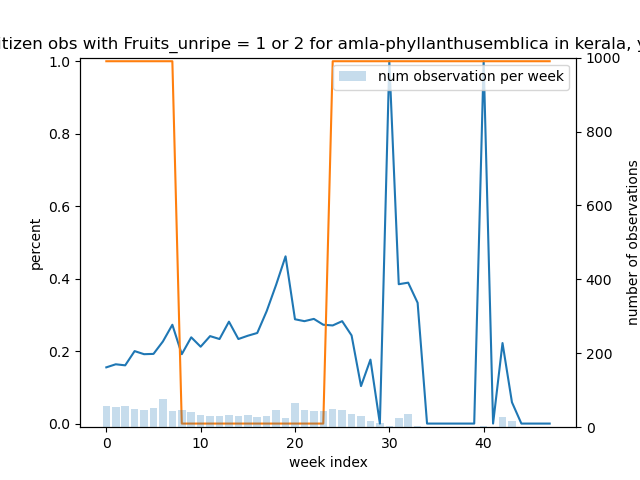 itizen obs with Fruits_unripe = 1 or 2 for amla-phyllanthusemblica in kerala, y
num observation per week
1.0
0.8
0.6
0.4
0.2
0.0
percent
1000
800
600
400
200
0
number of observations
0 10 20 30 40
week index